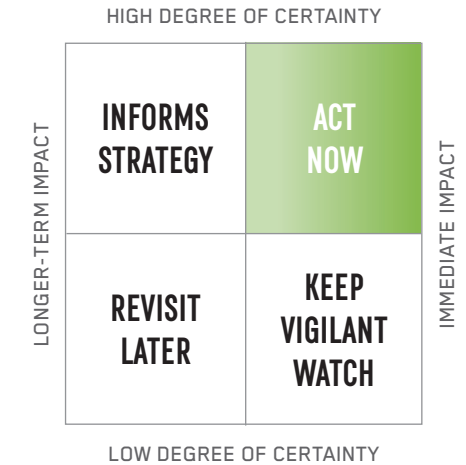 HIGH DEGREE OF CERTAINTY
LONGER-TERM IMPACT
INFORMS
STRATEGY
ACT
NOW
IMMEDIATE IMPACT
REVISIT
LATER
KEEP
VIGILANT
WATCH
LOW DEGREE OF CERTAINTY